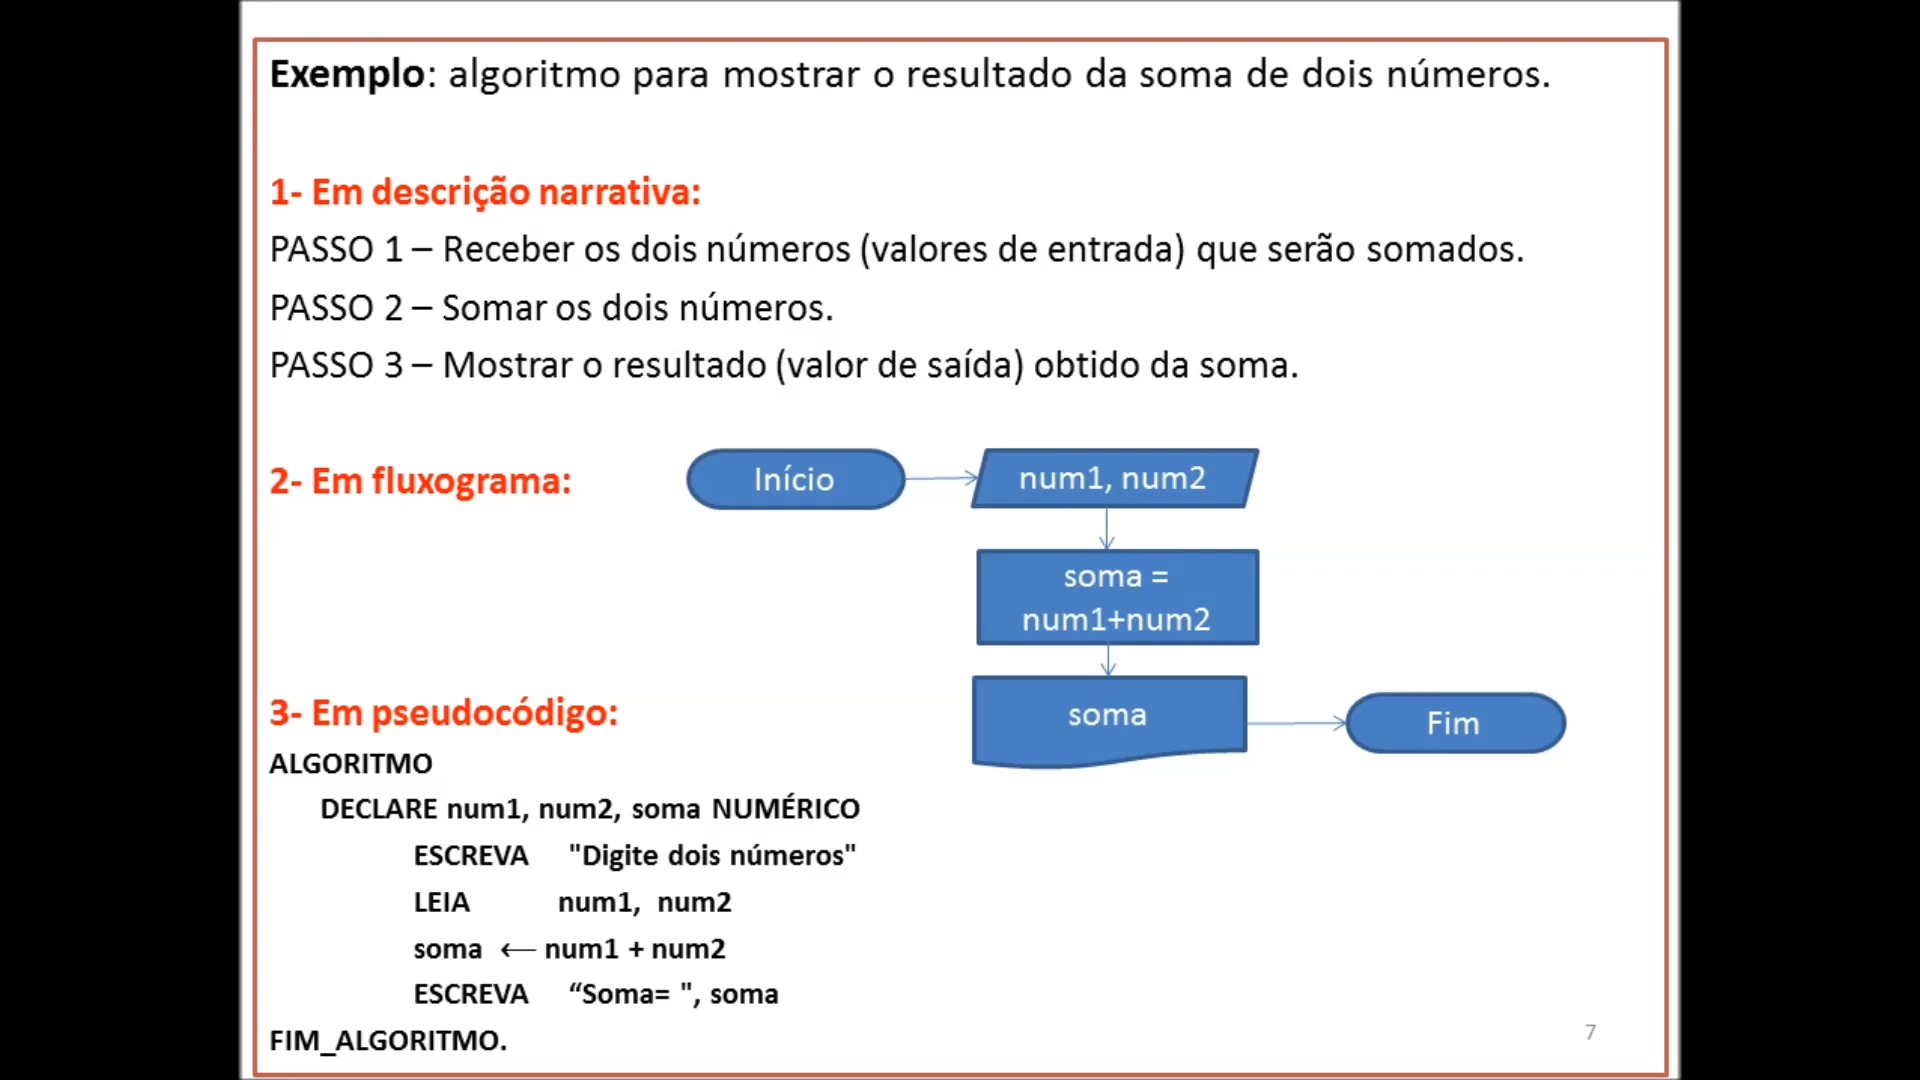 Exemplo: algoritmo para mostrar o resultado da soma de dois números.
1- Em descrição narrativa:
PASSO 1 – Receber os dois números (valores de entrada) que serão somados.
PASSO 2 – Somar os dois números.
PASSO 3 – Mostrar o resultado (valor de saída) obtido da soma.
2- Em fluxograma:
Início
num1, num2
soma =
num1+num2
soma
Fim
3- Em pseudocódigo:
ALGORITMO
DECLARE num1, num2, soma NUMÉRICO
ESCREVA "Digite dois números"
LEIA num1, num2
soma ← num1 + num2
ESCREVA “Soma= ", soma
FIM_ALGORITMO.
7